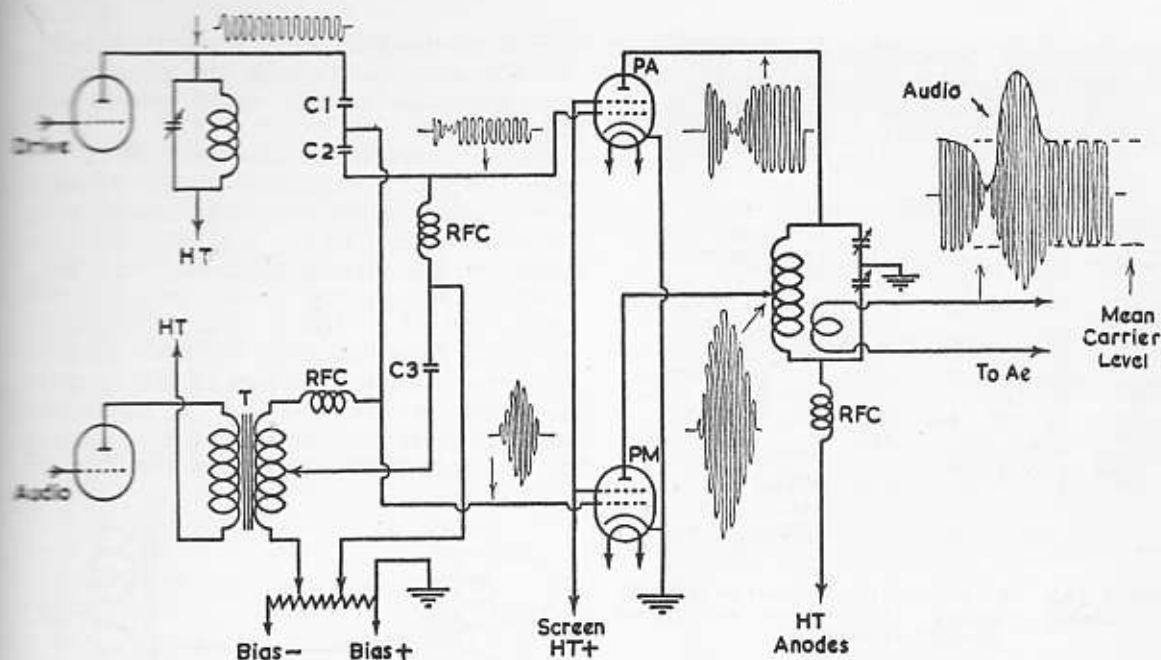 PA
Audio
C1
C2
Drive
RFC
HT
HT
Mean
Carrier
Level
RFC
C3
T
To Ae
RFC
PM
Audio
Bias-
Bias+
Screen
HT+
HT
Anodes